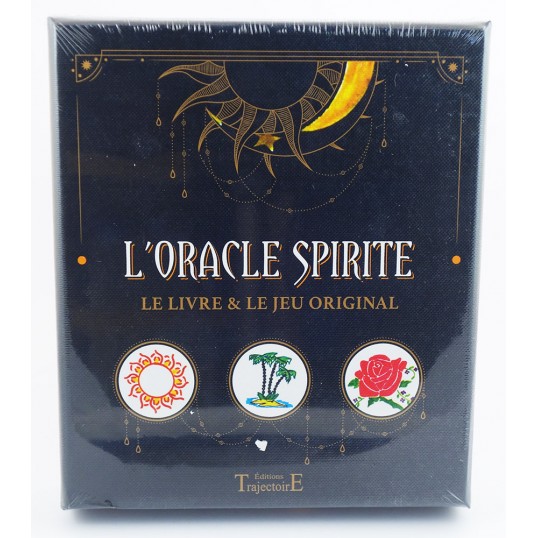 L'ORACLE SPIRITE
LE LIVRE & LE JEU ORIGINAL
Éditions
TrajectoirE